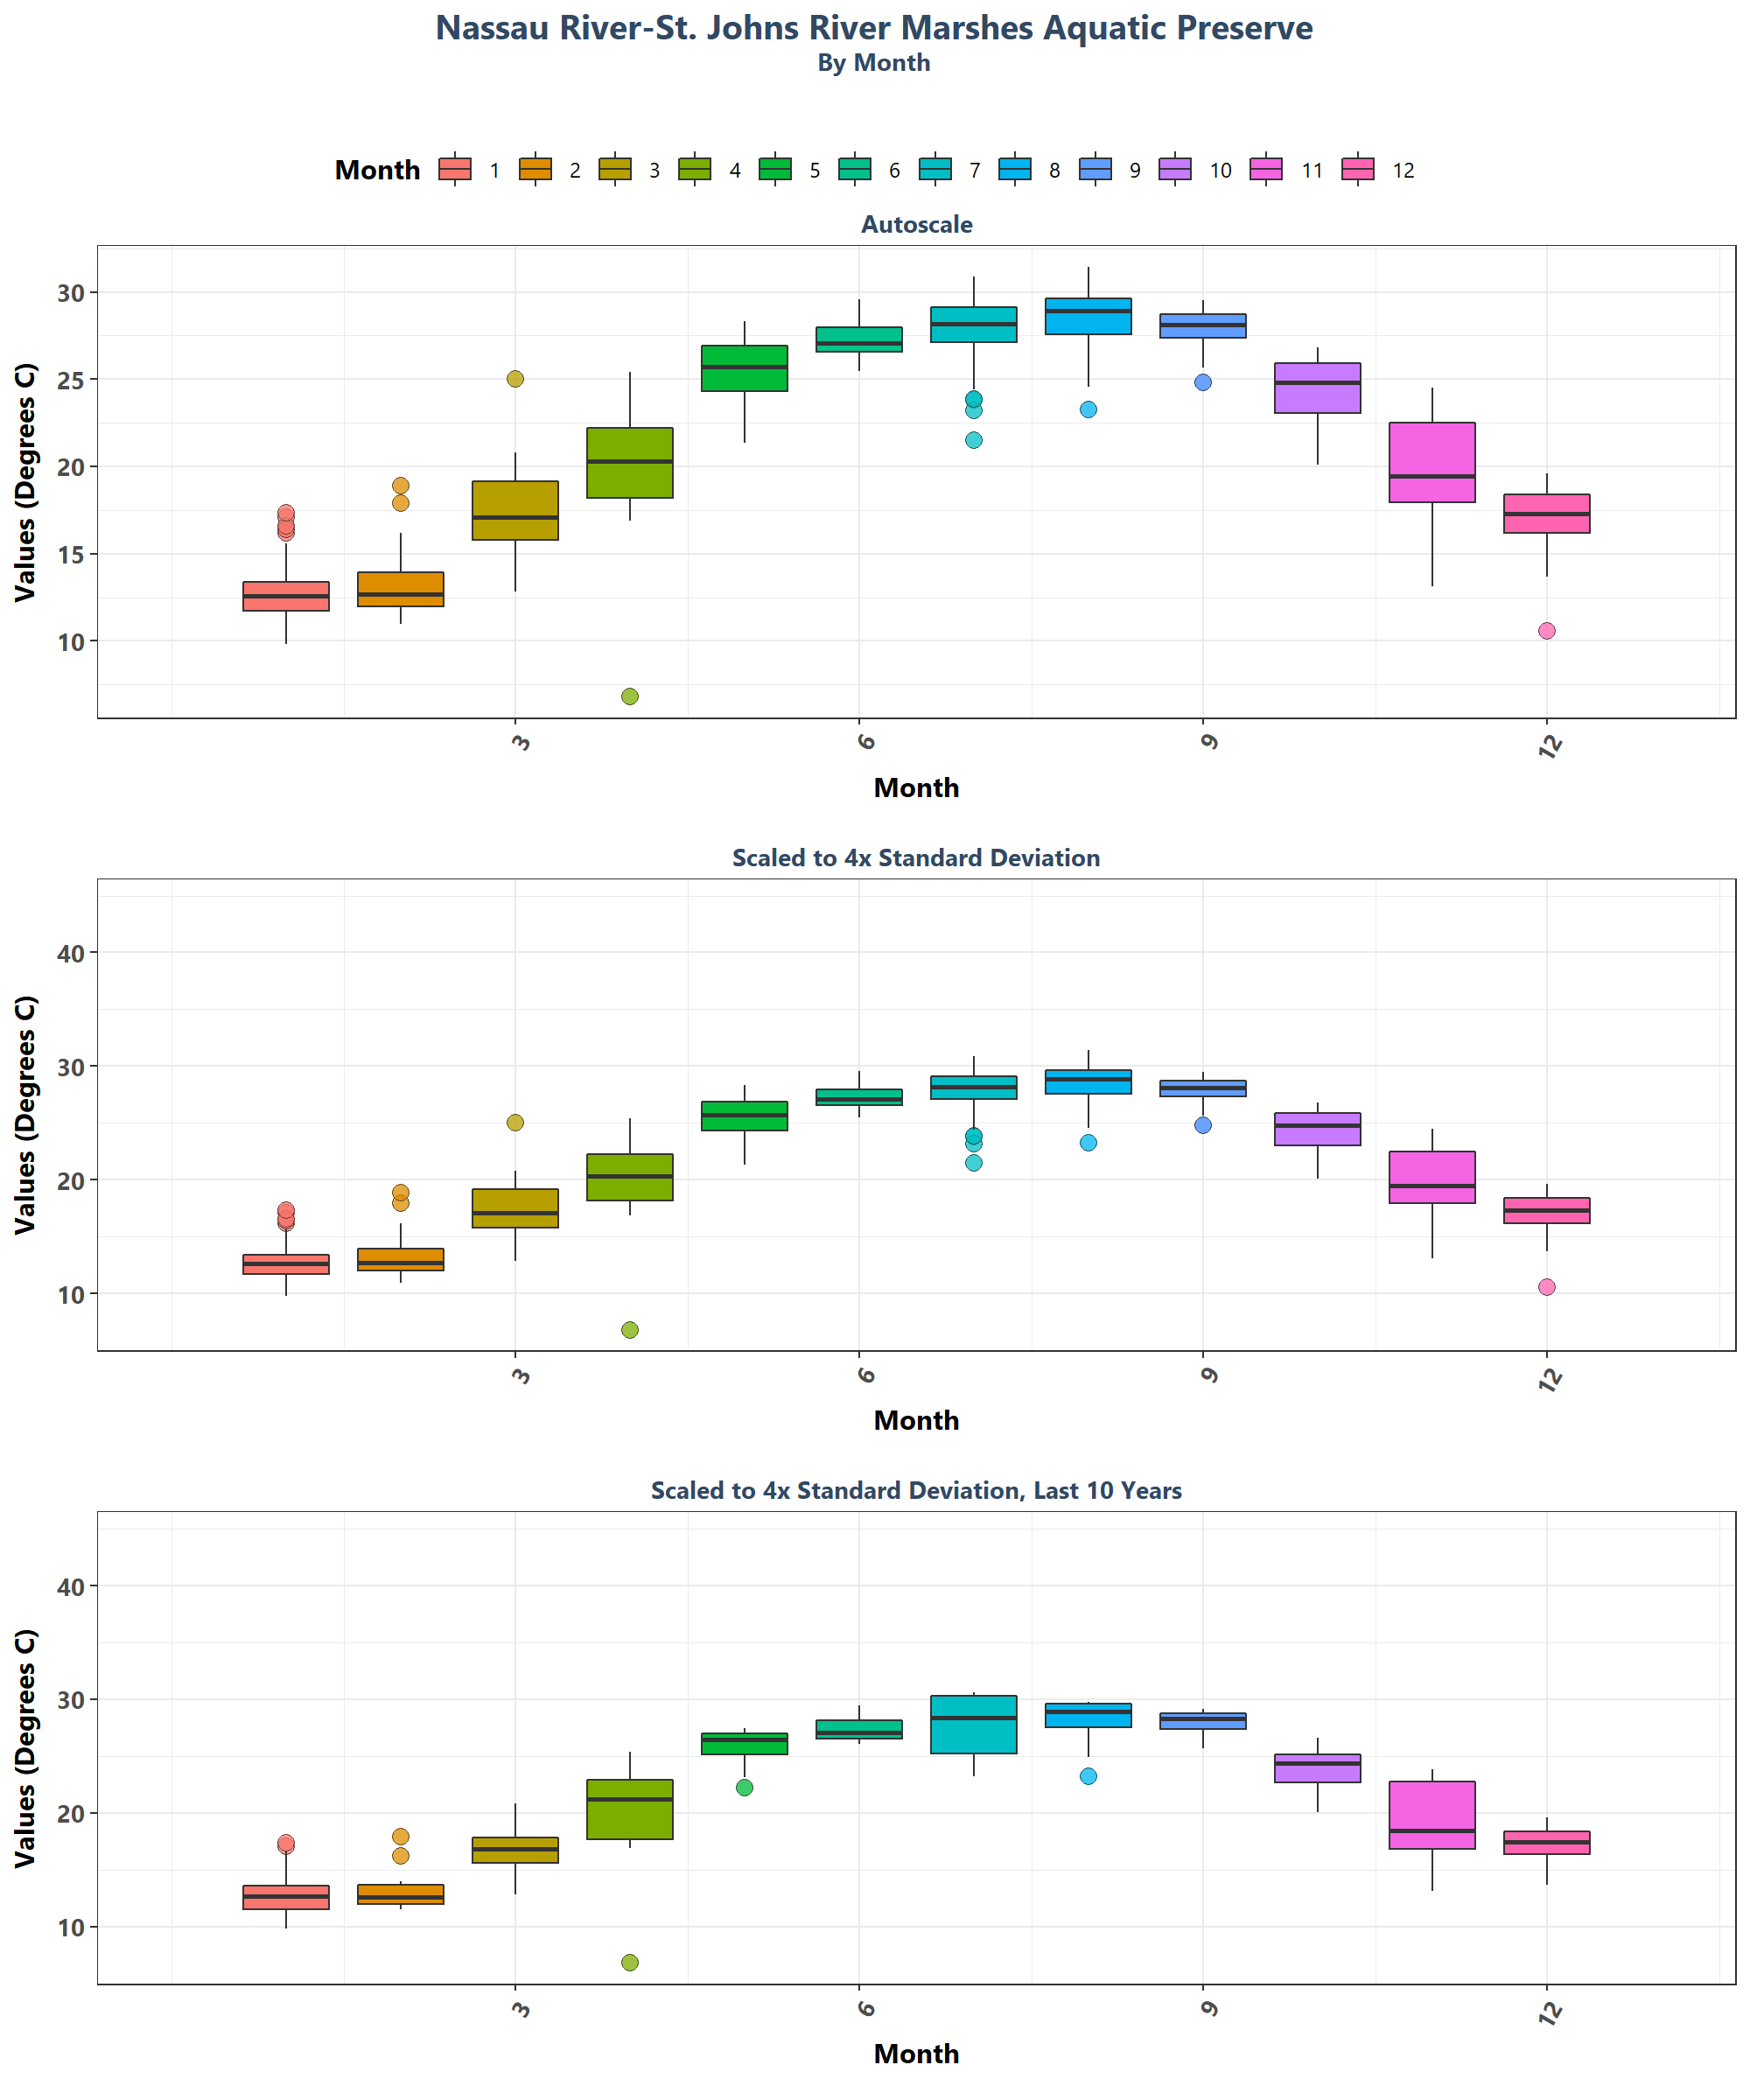 Nassau River-St. Johns River Marshes Aquatic Preserve
By Month
Month 1 2 3 4 5 6 7 8 9 10 11 12
Autoscale
Values (Degrees C)
30
25
20
15
10
3 6 9 12
Month
Scaled to 4x Standard Deviation
Values (Degrees C)
40
30
20
10
3 6 9 12
Month
Scaled to 4x Standard Deviation, Last 10 Years
Values (Degrees C)
40
30
20
10
3 6 9 12
Month